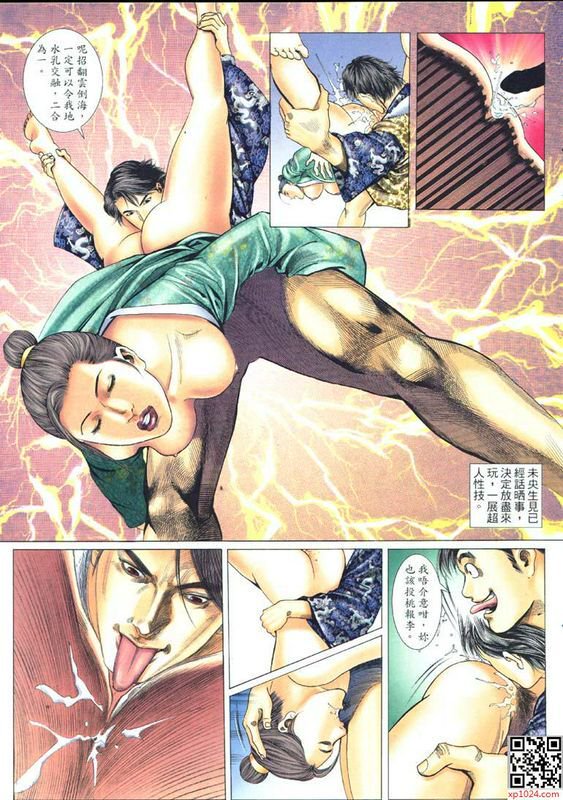 呢招翻雲倒海，
一定可以令我地
水乳交融，二合
為一。
未央生見已
經話晒事，
決定放盡來
玩，一展超
人性技。
我唔介意咁，妳
也該投桃報李。
xp1024.com